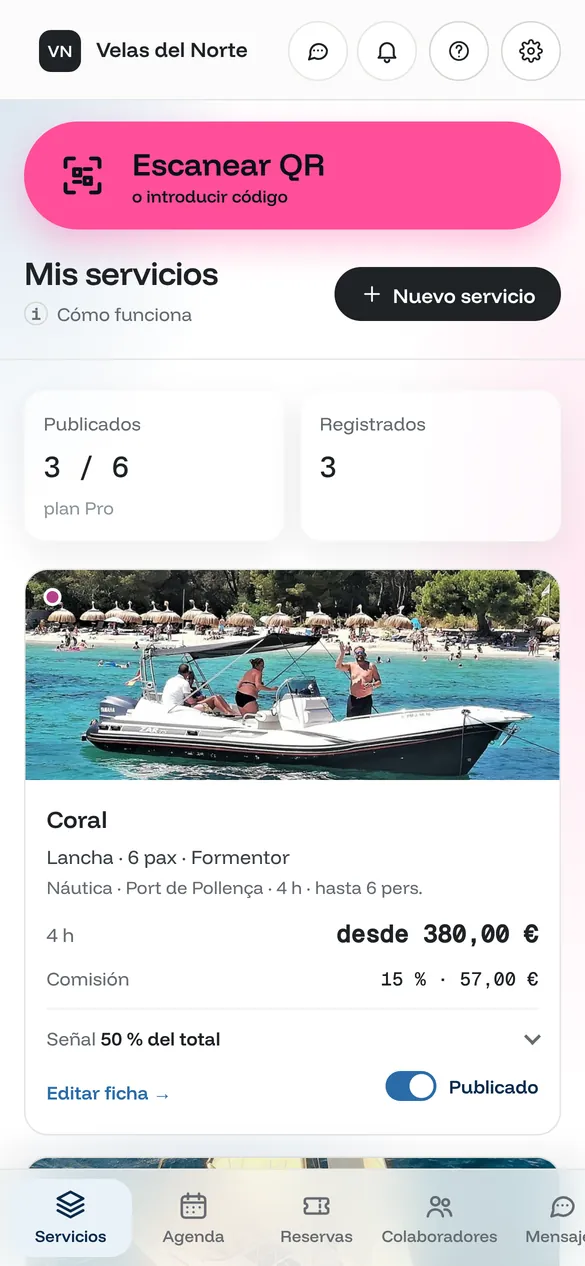 VN Velas del Norte
Escanear QR
o introducir código
Mis servicios
i Cómo funciona
+ Nuevo servicio
Publicados
3 / 6
plan Pro
Registrados
3
Coral
Lancha · 6 pax · Formentor
Náutica · Port de Pollença · 4 h · hasta 6 pers.
4 h desde 380,00 €
Comisión 15 % · 57,00 €
Señal 50 % del total
Editar ficha → Publicado
Servicios Agenda Reservas Colaboradores Mensaje